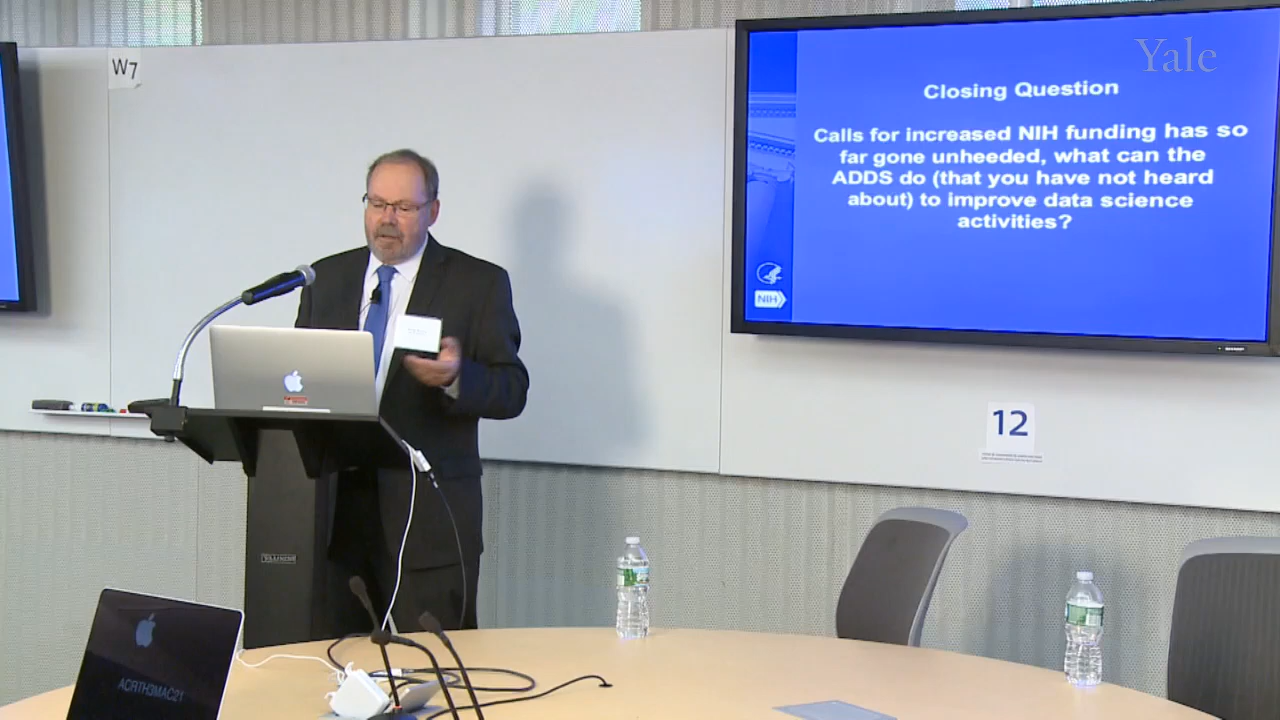 W7
Yale
Closing Question
Calls for increased NIH funding has so
far gone unheeded, what can the
ADDS do (that you have not heard
about) to improve data science
activities?
NIH
12
ACRTH3MAC21